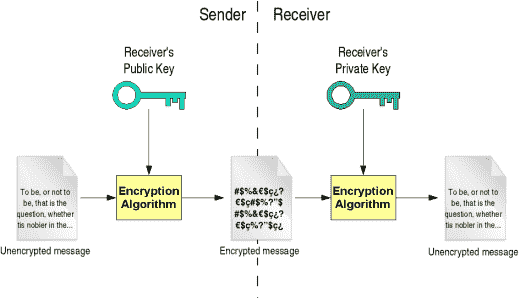 Sender
Receiver
Receiver's
Public Key
Receiver's
Private Key
To be, or not to
be, that is the
question, whether
tis nobler in the...
Encryption
Algorithm
#$%&€$ç¿?
€$ç#$%?"$
#$%&€$ç¿?
€$ç%?"$ç¿
Encryption
Algorithm
To be, or not to
be, that is the
question, whether
tis nobler in the...
Unencrypted message
Encrypted message
Unencrypted message